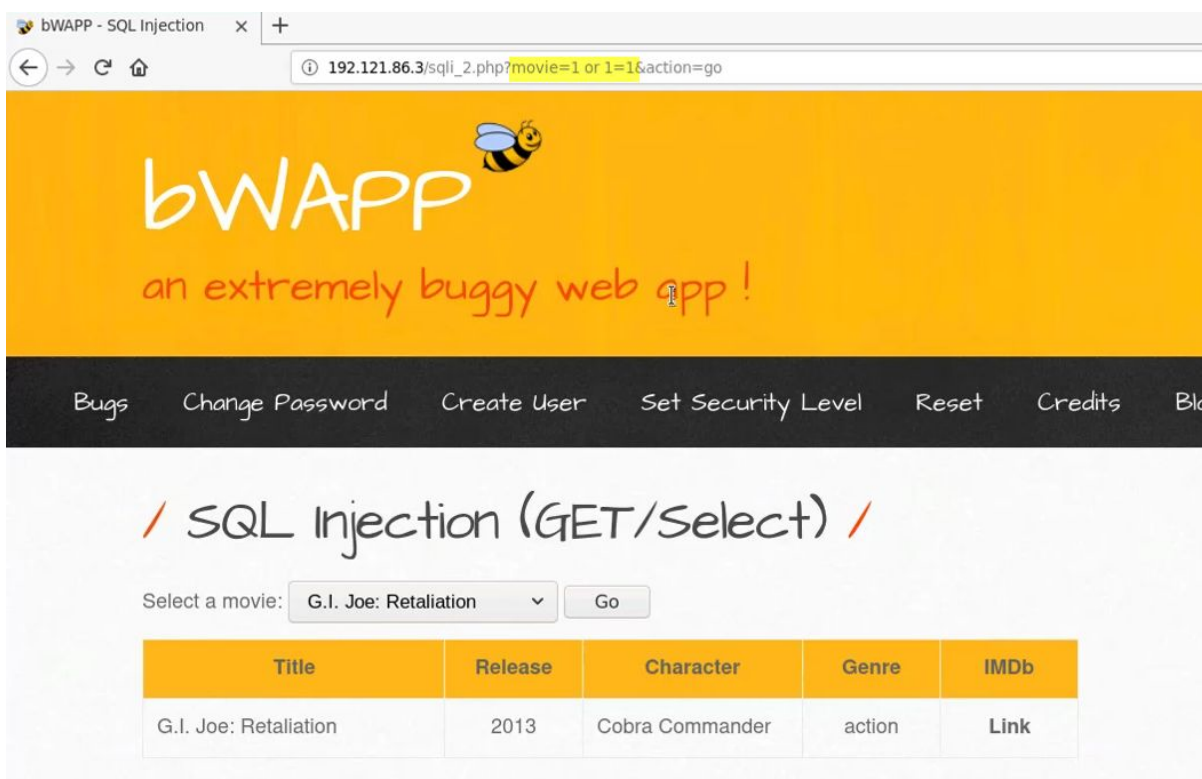 bWAPP - SQL Injection
192.121.86.3/sqli_2.php?movie=1 or 1=1&action=go
bWAPP
an extremely buggy web app !
Bugs Change Password Create User Set Security Level Reset Credits
/ SQL Injection (GET/Select) /
Select a movie: G.I. Joe: Retaliation Go
Title Release Character Genre IMDb
G.I. Joe: Retaliation 2013 Cobra Commander action Link